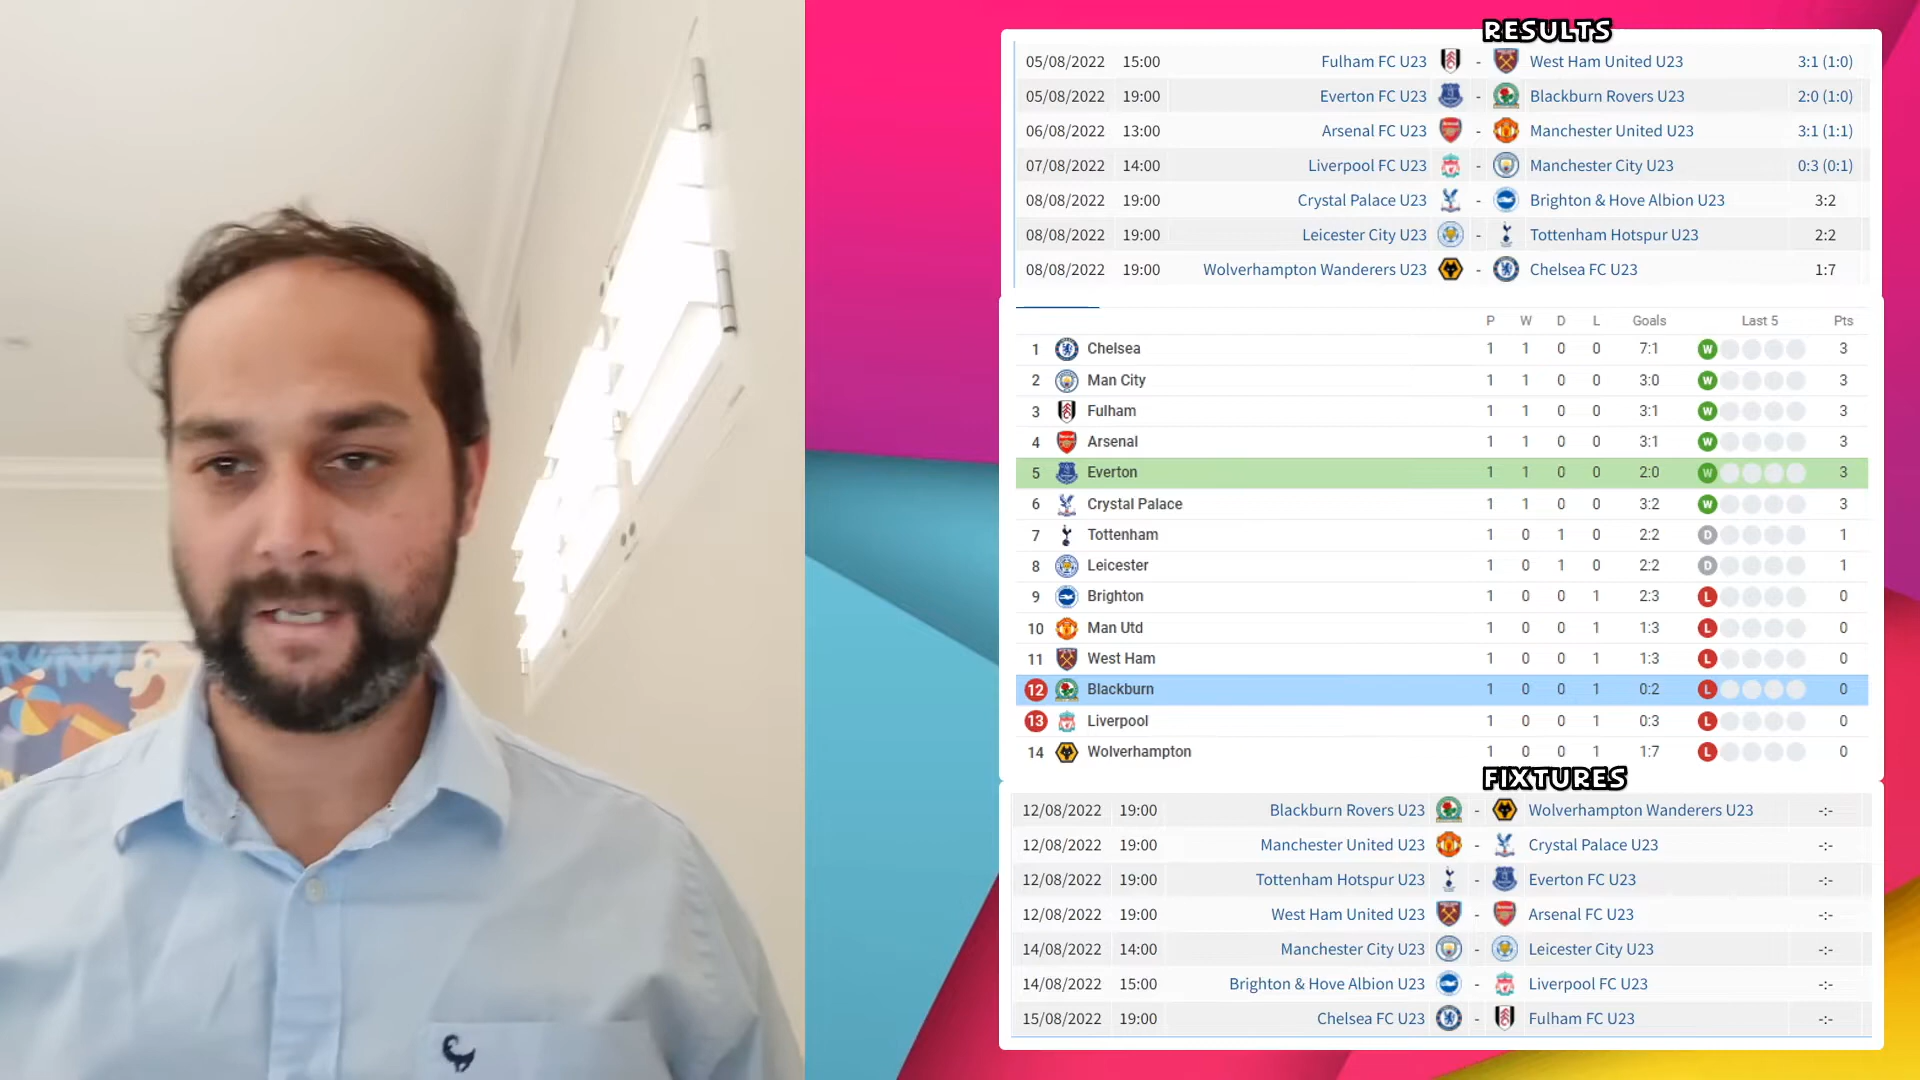 RESULTS
05/08/2022 15:00 Fulham FC U23 - West Ham United U23 3:1 (1:0)
05/08/2022 19:00 Everton FC U23 - Blackburn Rovers U23 2:0 (1:0)
06/08/2022 13:00 Arsenal FC U23 - Manchester United U23 3:1 (1:1)
07/08/2022 14:00 Liverpool FC U23 - Manchester City U23 0:3 (0:1)
08/08/2022 19:00 Crystal Palace U23 - Brighton & Hove Albion U23 3:2
08/08/2022 19:00 Leicester City U23 - Tottenham Hotspur U23 2:2
08/08/2022 19:00 Wolverhampton Wanderers U23 - Chelsea FC U23 1:7
P W D L Goals Last 5 Pts
1 Chelsea 1 1 0 0 7:1 W 3
2 Man City 1 1 0 0 3:0 W 3
3 Fulham 1 1 0 0 3:1 W 3
4 Arsenal 1 1 0 0 3:1 W 3
5 Everton 1 1 0 0 2:0 W 3
6 Crystal Palace 1 1 0 0 3:2 W 3
7 Tottenham 1 0 1 0 2:2 D 1
8 Leicester 1 0 1 0 2:2 D 1
9 Brighton 1 0 0 1 2:3 L 0
10 Man Utd 1 0 0 1 1:3 L 0
11 West Ham 1 0 0 1 1:3 L 0
12 Blackburn 1 0 0 1 0:2 L 0
13 Liverpool 1 0 0 1 0:3 L 0
14 Wolverhampton 1 0 0 1 1:7 L 0
FIXTURES
12/08/2022 19:00 Blackburn Rovers U23 - Wolverhampton Wanderers U23 -:-
12/08/2022 19:00 Manchester United U23 - Crystal Palace U23 -:-
12/08/2022 19:00 Tottenham Hotspur U23 - Everton FC U23 -:-
12/08/2022 19:00 West Ham United U23 - Arsenal FC U23 -:-
14/08/2022 14:00 Manchester City U23 - Leicester City U23 -:-
14/08/2022 15:00 Brighton & Hove Albion U23 - Liverpool FC U23 -:-
15/08/2022 19:00 Chelsea FC U23 - Fulham FC U23 -:-